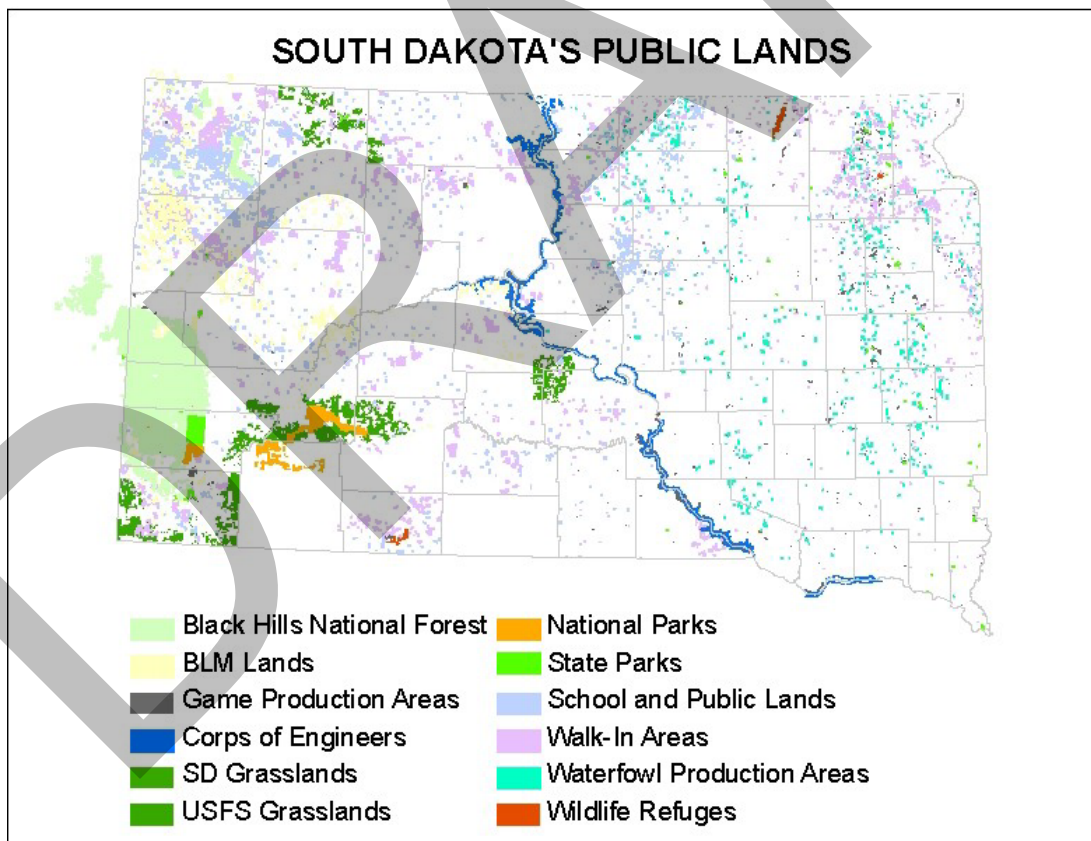 SOUTH DAKOTA'S PUBLIC LANDS
Black Hills National Forest
BLM Lands
Game Production Areas
Corps of Engineers
SD Grasslands
USFS Grasslands
National Parks
State Parks
School and Public Lands
Walk-In Areas
Waterfowl Production Areas
Wildlife Refuges
DRA